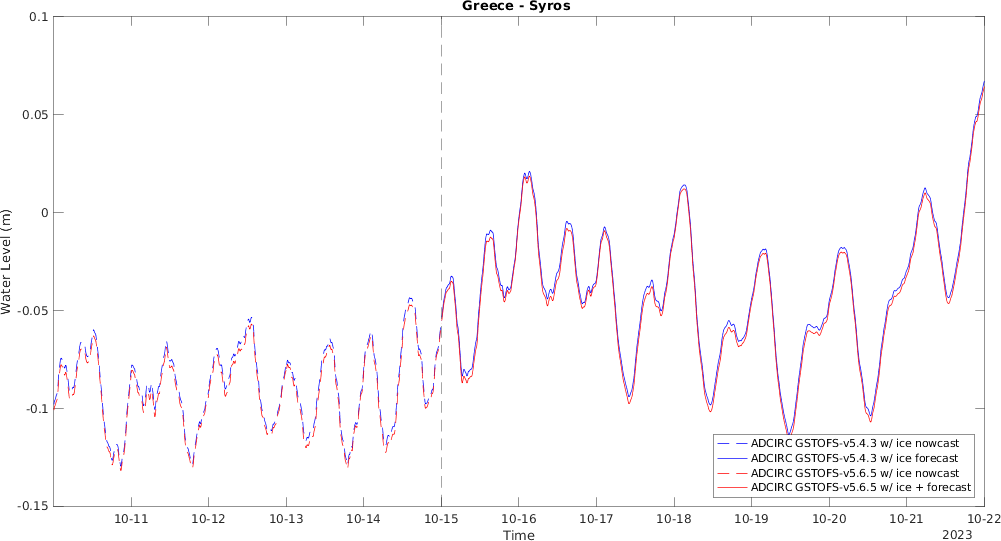 Greece - Syros
0.1
0.05
0
-0.05
-0.1
-0.15
Water Level (m)
ADCIRC GSTOFS-v5.4.3 w/ ice nowcast
ADCIRC GSTOFS-v5.4.3 w/ ice forecast
ADCIRC GSTOFS-v5.6.5 w/ ice nowcast
ADCIRC GSTOFS-v5.6.5 w/ ice + forecast
10-11 10-12 10-13 10-14 10-15 10-16 10-17 10-18 10-19 10-20 10-21 10-22
Time
2023